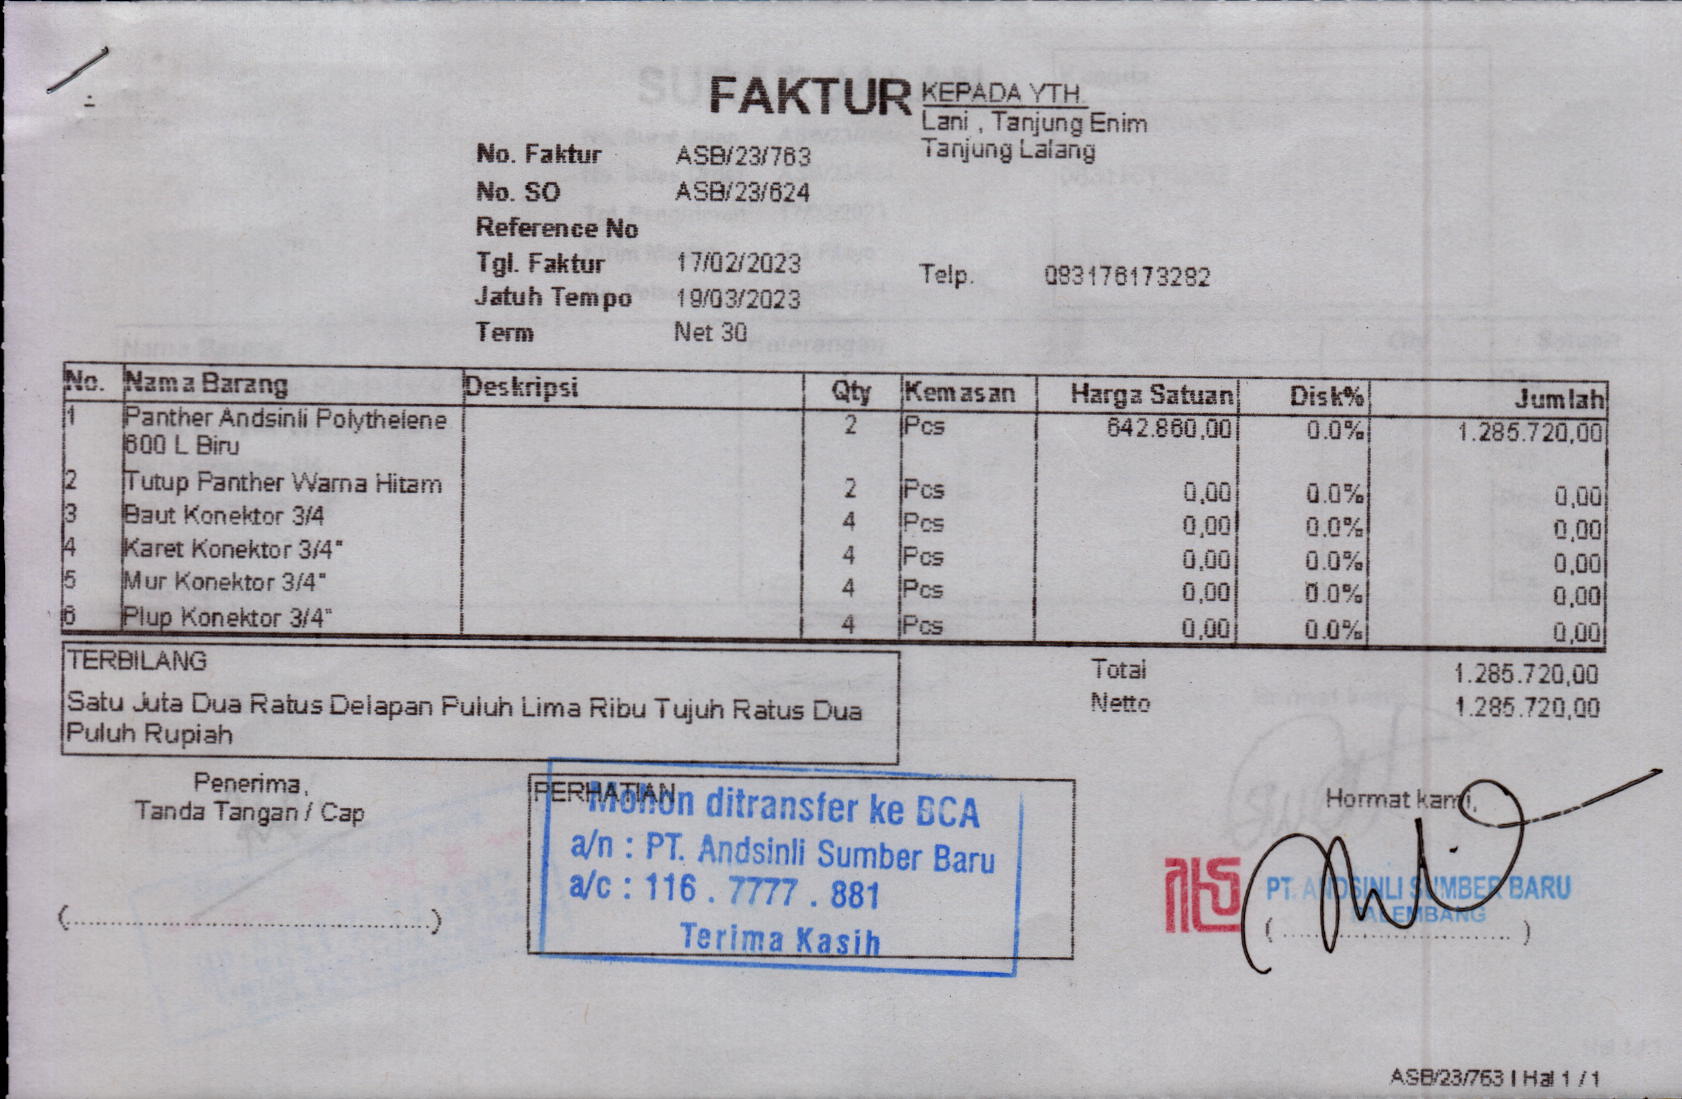 FAKTUR
KEPADA YTH.
Lani , Tanjung Enim
Tanjung Lalang
No. Faktur ASB/23/763
No. SO ASB/23/624
Reference No
Tgl. Faktur 17/02/2023
Telp. 083176173282
Jatuh Tempo 19/03/2023
Term Net 30
No. Nama Barang Deskripsi Qty Kemasan Harga Satuan Disk% Jumlah
1 Panther Andsinli Polythelene 2 Pcs 642.860,00 0.0% 1.285.720,00
600 L Biru
2 Tutup Panther Warna Hitam 2 Pcs 0,00 0.0% 0,00
3 Baut Konektor 3/4 4 Pcs 0,00 0.0% 0,00
4 Karet Konektor 3/4" 4 Pcs 0,00 0.0% 0,00
5 Mur Konektor 3/4" 4 Pcs 0,00 0.0% 0,00
6 Plup Konektor 3/4" 4 Pcs 0,00 0.0% 0,00
TERBILANG
Satu Juta Dua Ratus Delapan Puluh Lima Ribu Tujuh Ratus Dua
Puluh Rupiah
Total 1.285.720,00
Netto 1.285.720,00
Penerima,
Tanda Tangan / Cap
(..........................................)
PERHATIAN
Mohon ditransfer ke BCA
a/n : PT. Andsinli Sumber Baru
a/c : 116 . 7777 . 881
Terima Kasih
Hormat kami,
PT. ANDSINLI SUMBER BARU
PALEMBANG
( .............................. )
ASB/23/763 | Hal 1 / 1